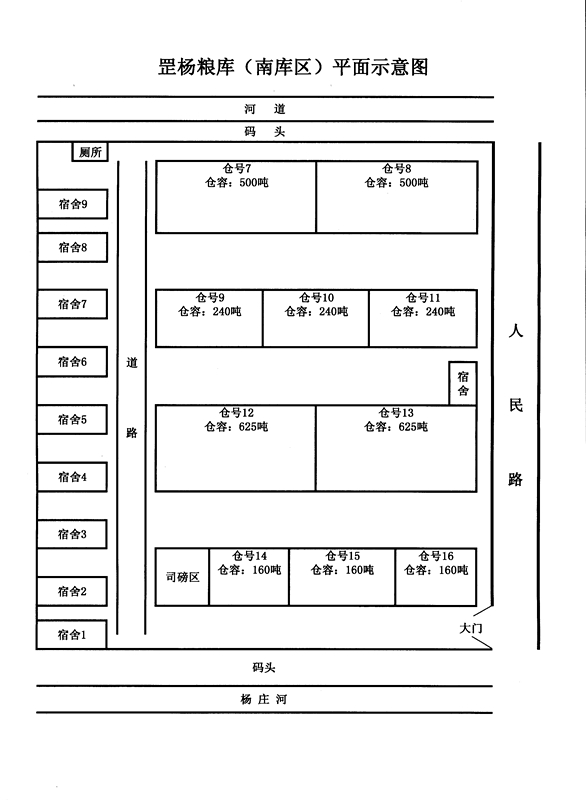 罡杨粮库（南库区）平面示意图
河 道
码 头
厕所
仓号7
仓容：500吨
仓号8
仓容：500吨
宿舍9
宿舍8
仓号9
仓容：240吨
仓号10
仓容：240吨
仓号11
仓容：240吨
宿舍7
人民路
道路
宿舍6
宿舍
仓号12
仓容：625吨
仓号13
仓容：625吨
宿舍5
宿舍4
宿舍3
司磅区
仓号14
仓容：160吨
仓号15
仓容：160吨
仓号16
仓容：160吨
宿舍2
宿舍1
大门
码头
杨 庄 河